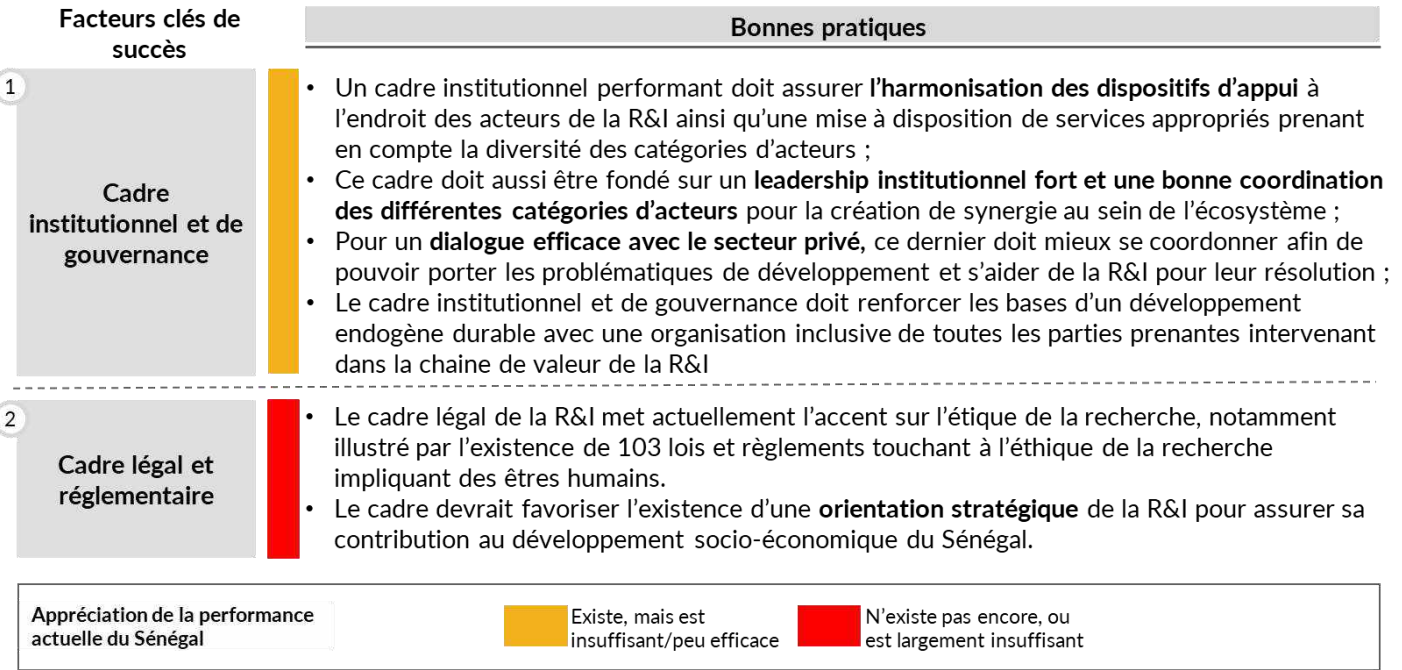 Facteurs clés de
succès
Bonnes pratiques
1
Cadre
institutionnel et de
gouvernance
• Un cadre institutionnel performant doit assurer l’harmonisation des dispositifs d’appui à
l’endroit des acteurs de la R&I ainsi qu’une mise à disposition de services appropriés prenant
en compte la diversité des catégories d’acteurs ;
• Ce cadre doit aussi être fondé sur un leadership institutionnel fort et une bonne coordination
des différentes catégories d’acteurs pour la création de synergie au sein de l’écosystème ;
• Pour un dialogue efficace avec le secteur privé, ce dernier doit mieux se coordonner afin de
pouvoir porter les problématiques de développement et s’aider de la R&I pour leur résolution ;
• Le cadre institutionnel et de gouvernance doit renforcer les bases d’un développement
endogène durable avec une organisation inclusive de toutes les parties prenantes intervenant
dans la chaine de valeur de la R&I
2
Cadre légal et
réglementaire
• Le cadre légal de la R&I met actuellement l’accent sur l’étique de la recherche, notamment
illustré par l’existence de 103 lois et règlements touchant à l’éthique de la recherche
impliquant des êtres humains.
• Le cadre devrait favoriser l’existence d’une orientation stratégique de la R&I pour assurer sa
contribution au développement socio-économique du Sénégal.
Appréciation de la performance
actuelle du Sénégal
Existe, mais est
insuffisant/peu efficace
N’existe pas encore, ou
est largement insuffisant